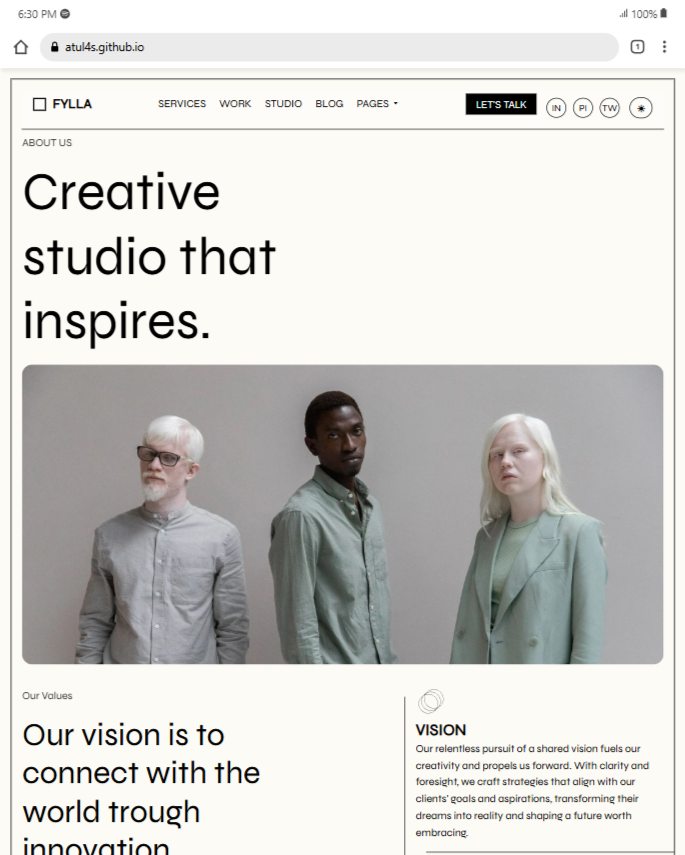 6:30 PM
100%
atul4s.github.io
1
FYLLA
SERVICES WORK STUDIO BLOG PAGES
LET'S TALK
IN PI TW
ABOUT US
Creative
studio that
inspires.
Our Values
Our vision is to
connect with the
world trough
innovation
VISION
Our relentless pursuit of a shared vision fuels our
creativity and propels us forward. With clarity and
foresight, we craft strategies that align with our
clients' goals and aspirations, transforming their
dreams into reality and shaping a future worth
embracing.